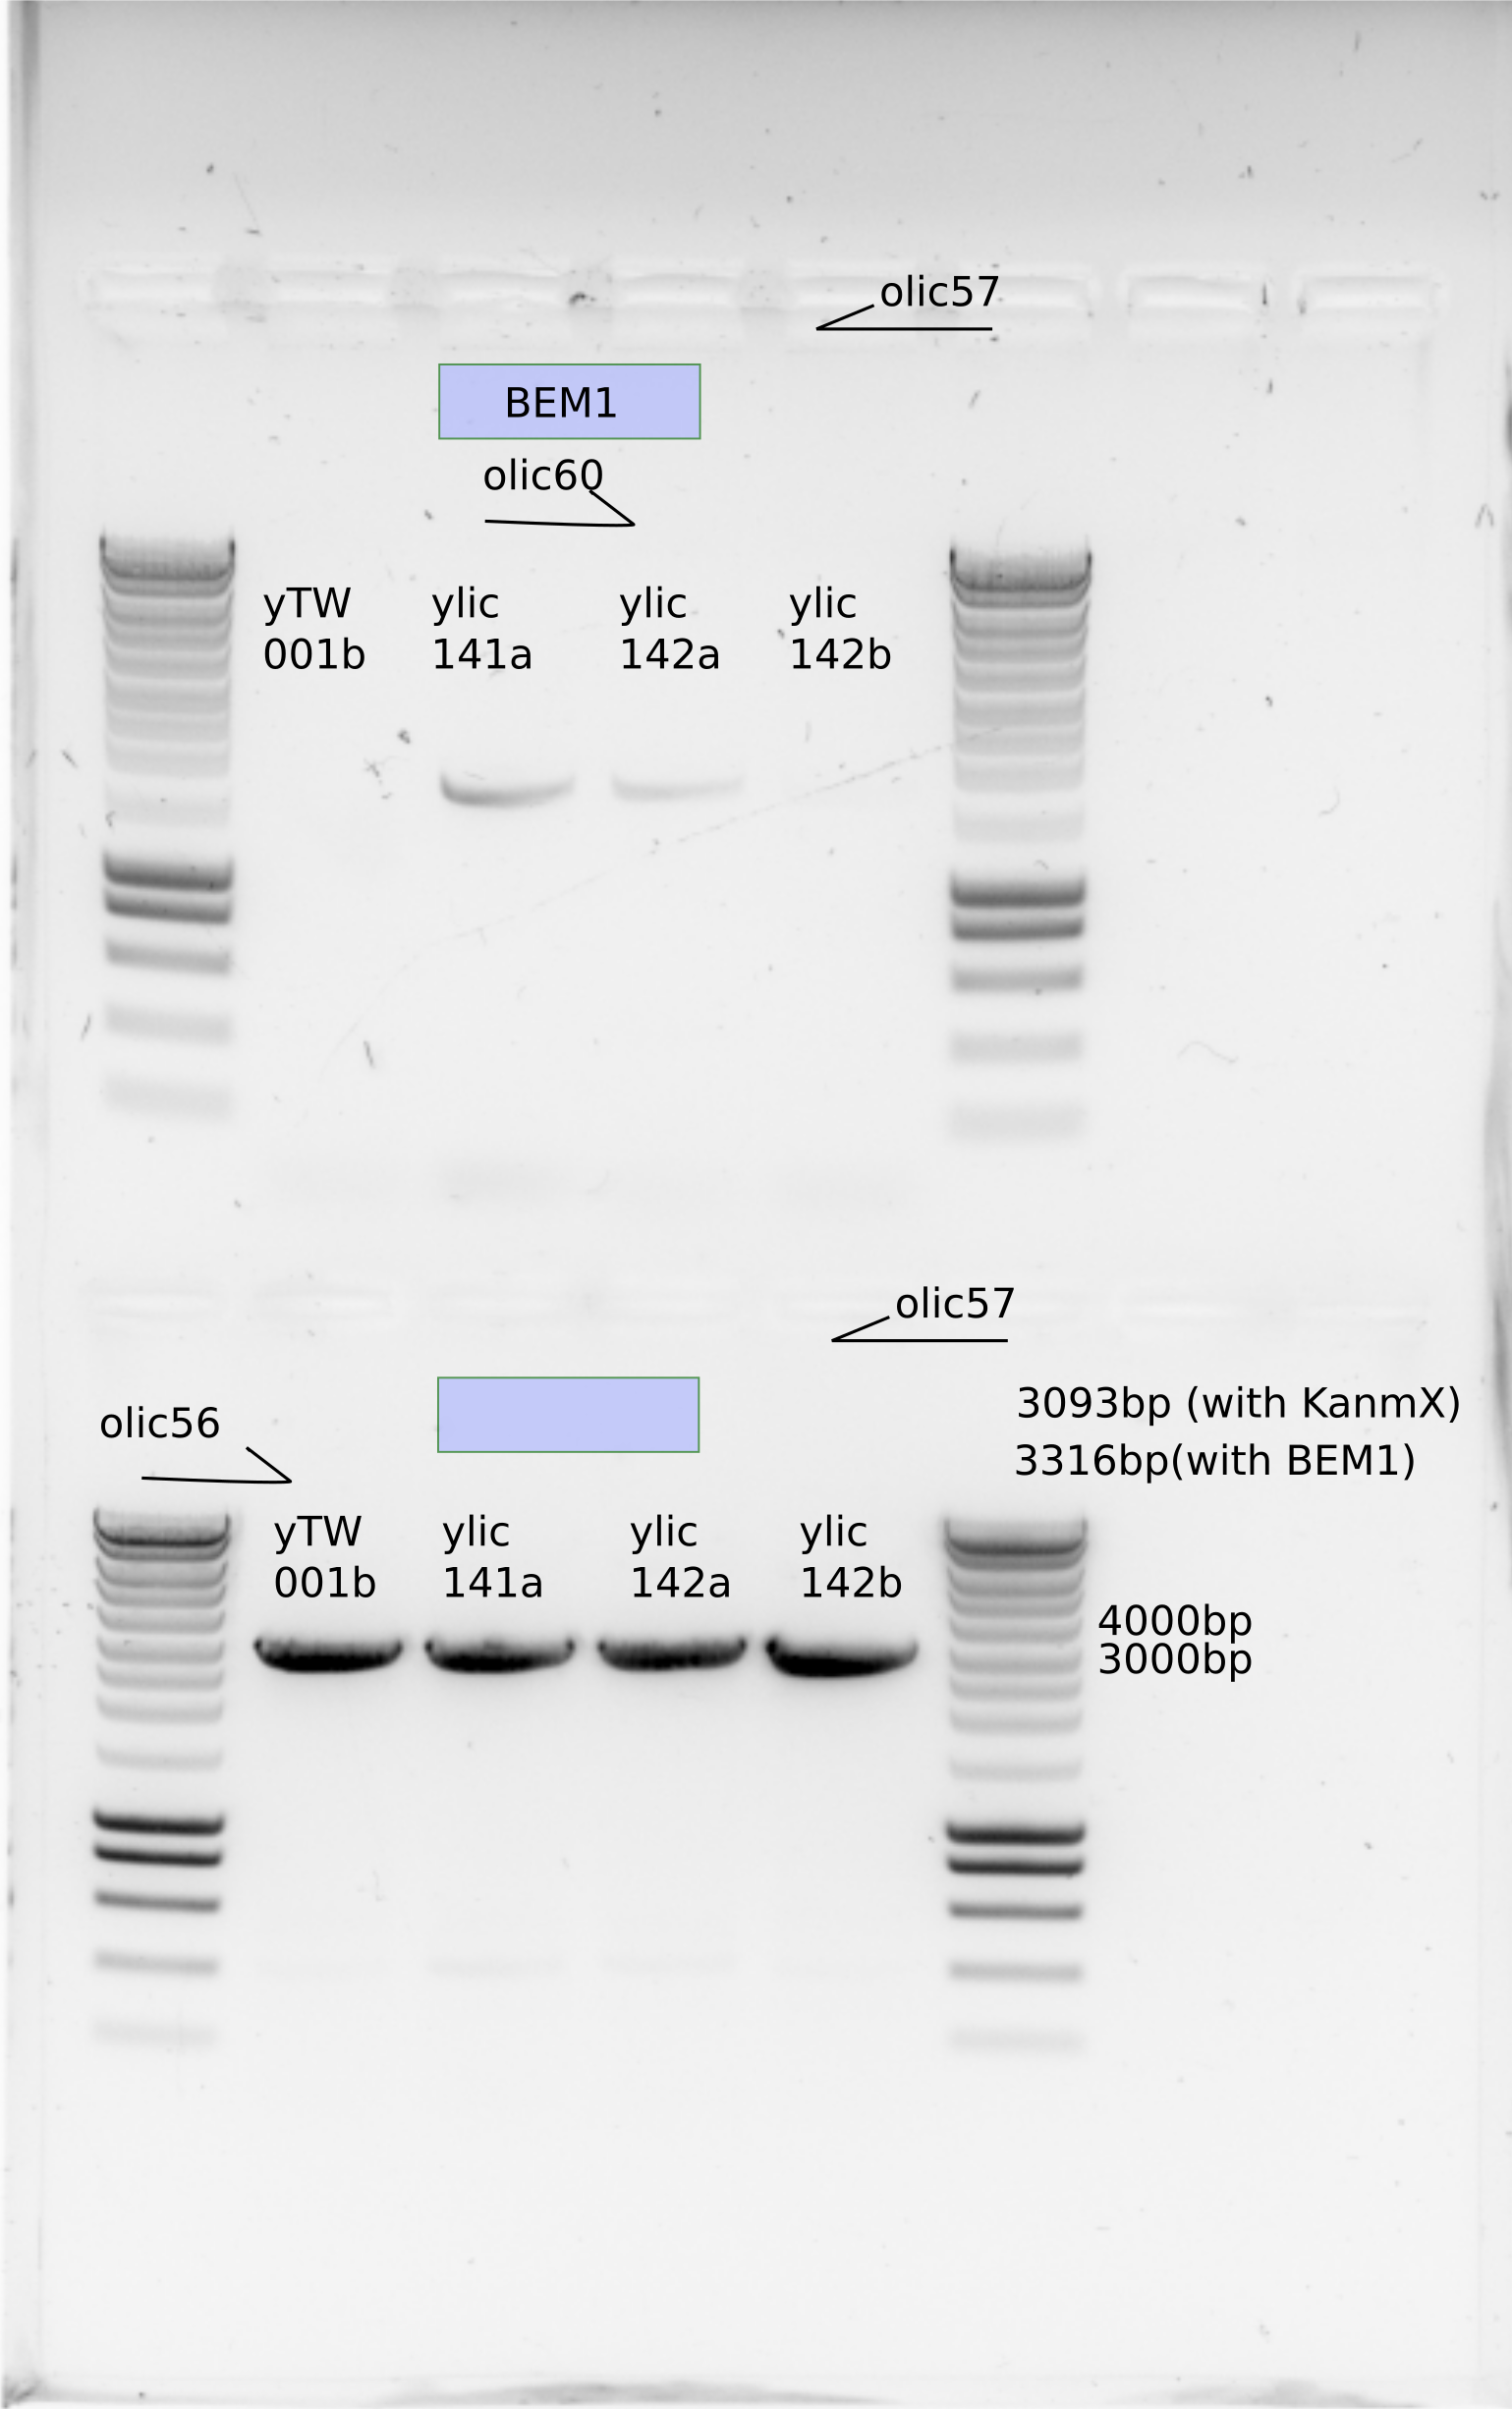 olic57
BEM1
olic60
yTW
001b
ylic
141a
ylic
142a
ylic
142b
olic57
3093bp (with KanmX)
3316bp(with BEM1)
olic56
yTW
001b
ylic
141a
ylic
142a
ylic
142b
4000bp
3000bp